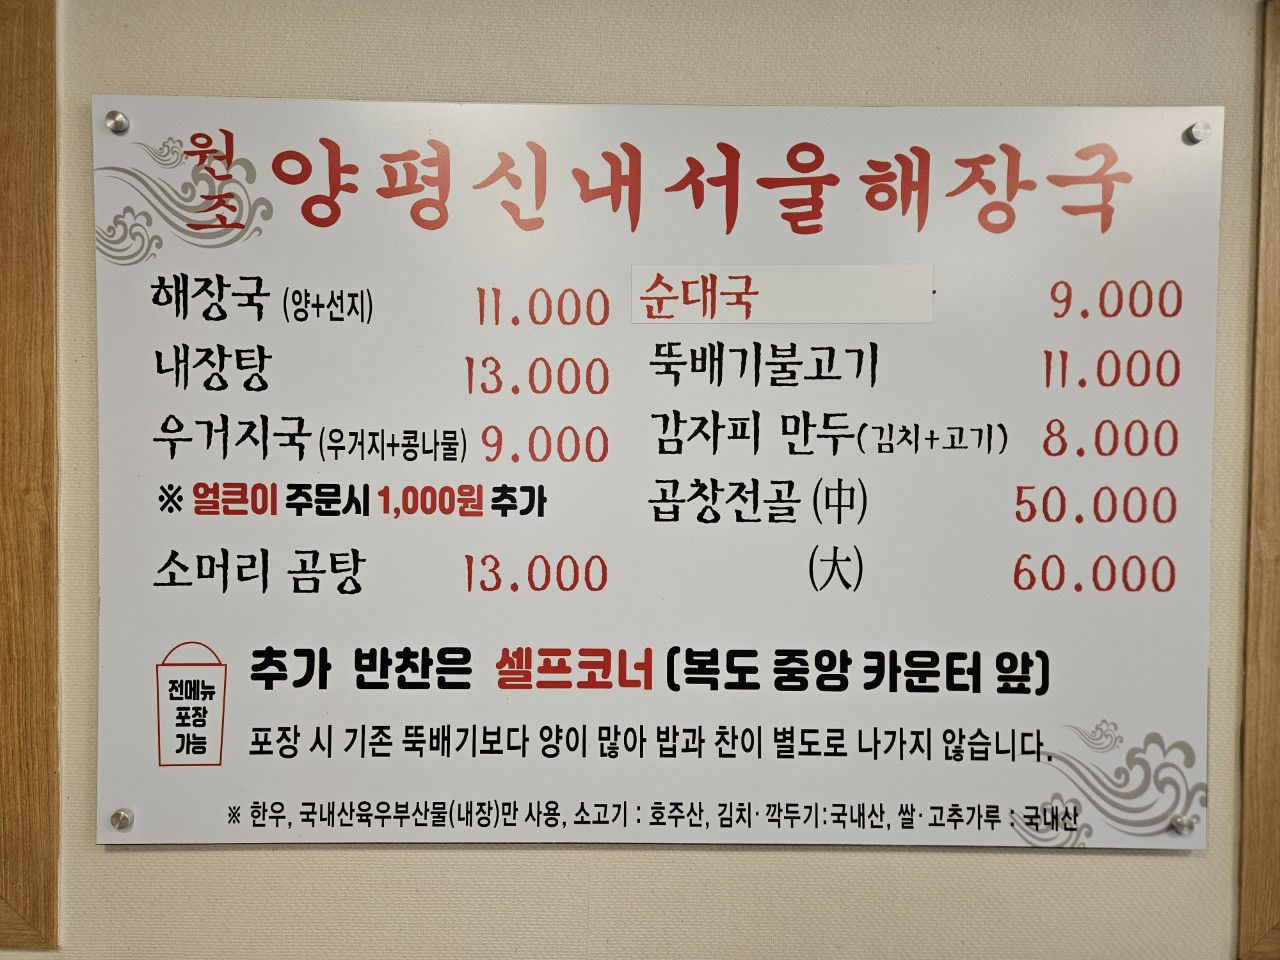 원조 양평신내서울해장국
해장국 (양+선지) 11.000
내장탕 13.000
우거지국 (우거지+콩나물) 9.000
※ 얼큰이 주문시 1,000원 추가
소머리 곰탕 13.000
순대국 9.000
뚝배기불고기 11.000
감자피 만두(김치+고기) 8.000
곱창전골 (中) 50.000
(大) 60.000
전메뉴
포장
가능
추가 반찬은 셀프코너 (복도 중앙 카운터 앞)
포장 시 기존 뚝배기보다 양이 많아 밥과 찬이 별도로 나가지 않습니다.
※ 한우, 국내산육우부산물(내장)만 사용, 소고기 : 호주산, 김치·깍두기:국내산, 쌀·고추가루 : 국내산